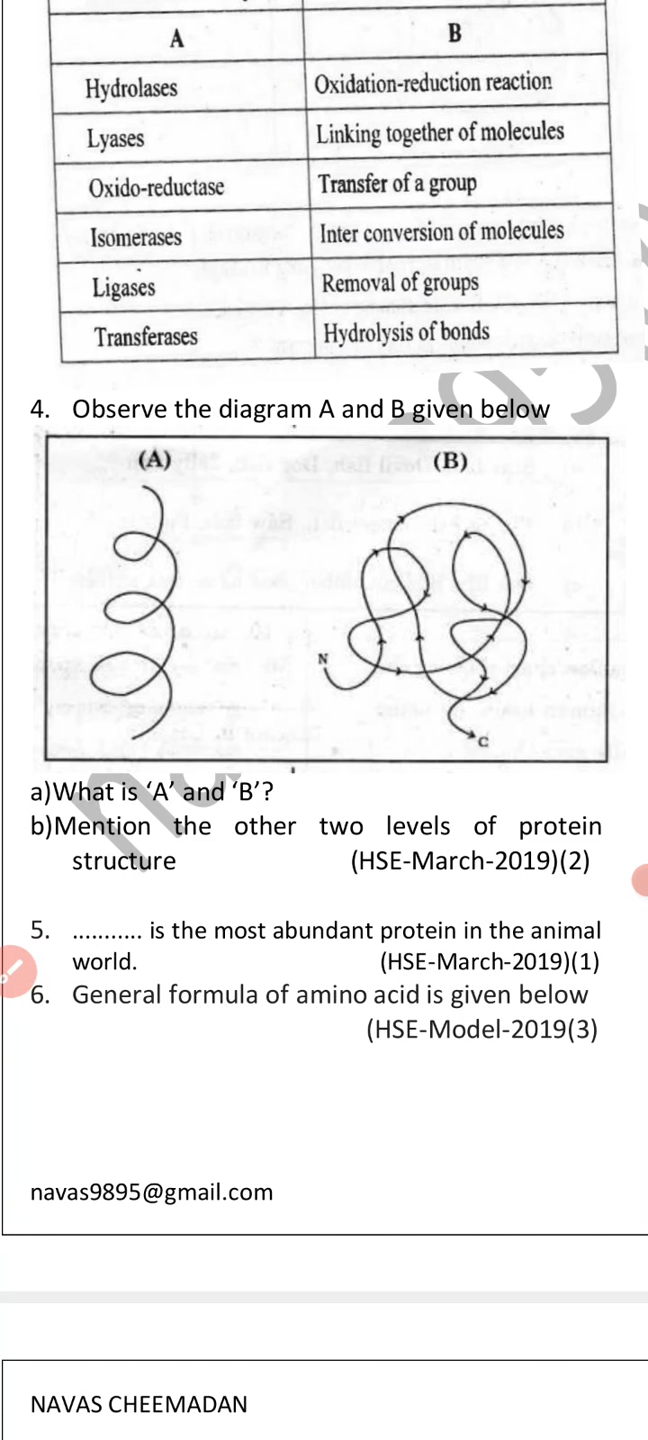 A B
Hydrolases Oxidation-reduction reaction
Lyases Linking together of molecules
Oxido-reductase Transfer of a group
Isomerases Inter conversion of molecules
Ligases Removal of groups
Transferases Hydrolysis of bonds
4. Observe the diagram A and B given below
(A) (B)
N
C
a)What is ‘A’ and ‘B’?
b)Mention the other two levels of protein
structure (HSE-March-2019)(2)
5. ........... is the most abundant protein in the animal
world. (HSE-March-2019)(1)
6. General formula of amino acid is given below
(HSE-Model-2019(3)
navas9895@gmail.com
NAVAS CHEEMADAN